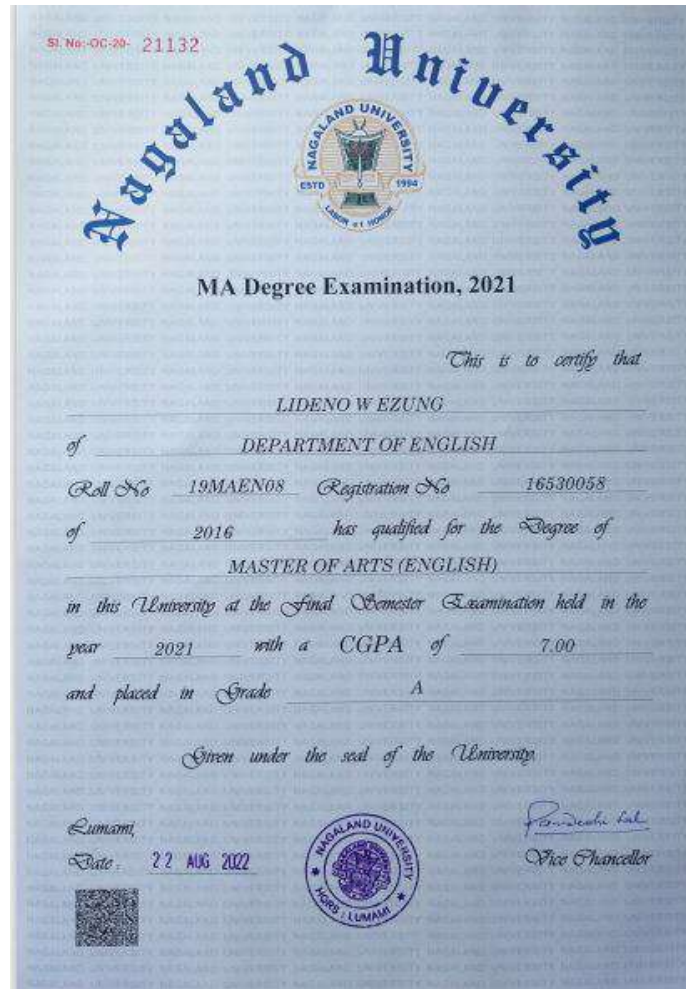 Sl. No:-OC-20- 21132
Nagaland University
NAGALAND UNIVERSITY
ESTD 1994
LABOR et HONOR
MA Degree Examination, 2021
This is to certify that
LIDENO W EZUNG
of DEPARTMENT OF ENGLISH
Roll No 19MAEN08 Registration No 16530058
of 2016 has qualified for the Degree of
MASTER OF ARTS (ENGLISH)
in this University at the Final Semester Examination held in the
year 2021 with a CGPA of 7.00
and placed in Grade A
Given under the seal of the University.
Lumami,
Date : 22 AUG 2022
NAGALAND UNIVERSITY
HQRS : LUMAMI
Vice Chancellor